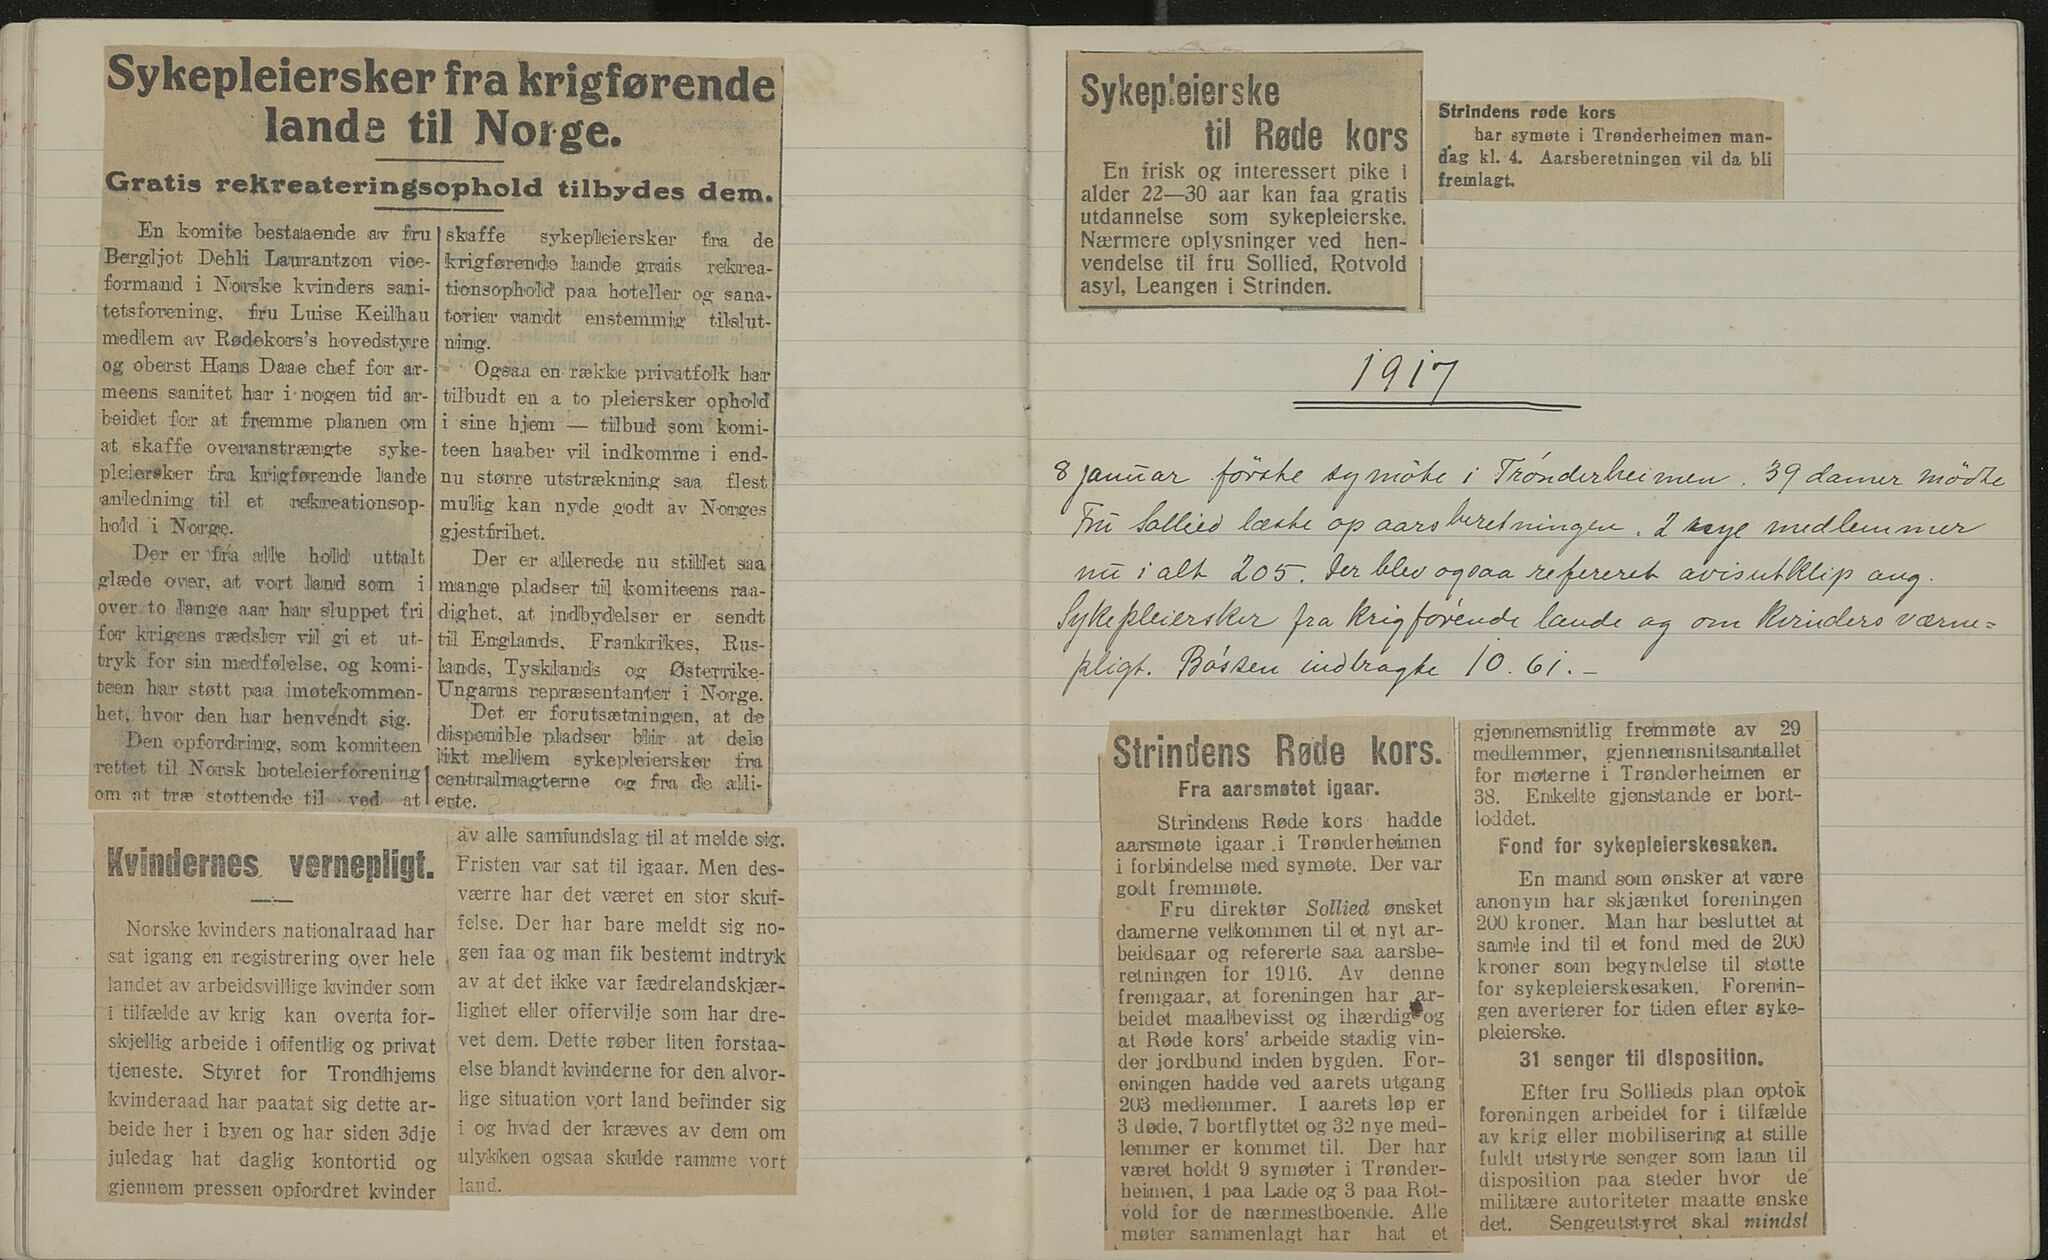 Sykepleiersker fra krigførende
lande til Norge.
Gratis rekreateringsophold tilbydes dem.
En komite bestaaende av fru
Bergljot Dehli Laurantzon vice-
formand i Norske kvinders sani-
tetsforening, fru Luise Keilhau
medlem av Rødekors's hovedstyre
og oberst Hans Daae chef for ar-
meens sanitet har i nogen tid ar-
beidet for at fremme planen om
at skaffe overanstrængte syke-
pleiersker fra krigførende lande
anledning til et rekreationsop-
hold i Norge.
Der er fra alle hold uttalt
glæde over, at vort land som i
over to lange aar har sluppet fri
for krigens rædsler vil gi et ut-
tryk for sin medfølelse, og komi-
teen har støtt paa imøtekommen-
het, hvor den har henvendt sig.
Den opfordring, som komiteen
rettet til Norsk hoteleierforening
om at træ støttende til ved at
skaffe sykepleiersker fra de
krigførende lande gratis rekrea-
tionsophold paa hoteller og sana-
torier vandt enstemmig tilslut-
ning.
Ogsaa en række privatfolk har
tilbudt en a to pleiersker ophold
i sine hjem — tilbud som komi-
teen haaber vil indkomme i end-
nu større utstrækning saa flest
mulig kan nyde godt av Norges
gjestfrihet.
Der er allerede nu stillet saa
mange pladser til komiteens raa-
dighet, at indbydelser er sendt
til Englands, Frankrikes, Rus-
lands, Tysklands og Østerrike-
Ungarns repræsentanter i Norge.
Det er forutsætningen, at de
disponible pladser blir at dele
likt mellem sykepleiersker fra
centralmagterne og fra de alli-
erte.
Kvindernes vernepligt.
Norske kvinders nationalraad har
sat igang en registrering over hele
landet av arbeidsvillige kvinder som
i tilfælde av krig kan overta for-
skjellig arbeide i offentlig og privat
tjeneste. Styret for Trondhjems
kvinderaad har paatat sig dette ar-
beide her i byen og har siden 3dje
juledag hat daglig kontortid og
gjennem pressen opfordret kvinder
av alle samfundslag til at melde sig.
Fristen var sat til igaar. Men des-
værre har det været en stor skuf-
felse. Der har bare meldt sig no-
gen faa og man fik bestemt indtryk
av at det ikke var fædrelandskjær-
lighet eller offervilje som har dre-
vet dem. Dette røber liten forstaa-
else blandt kvinderne for den alvor-
lige situation vort land befinder sig
i og hvad der kræves av dem om
ulykken ogsaa skulde ramme vort
land.
Sykepleierske
til Røde kors
En frisk og interessert pike i
alder 22—30 aar kan faa gratis
utdannelse som sykepleierske.
Nærmere oplysninger ved hen-
vendelse til fru Sollied, Rotvold
asyl, Leangen i Strinden.
Strindens røde kors
har symøte i Trønderheimen man-
dag kl. 4. Aarsberetningen vil da bli
fremlagt.
1917
8 januar første symöte i Trønderheimen. 39 damer mödte
Fru Sollied læste op aarsberetningen. 2 nye medlemmer
nu i alt 205. Der blev ogsaa refereret avisutklip ang.
Sykepleiersker fra krigførende lande og om kvinders værne=
pligt. Bössen indbragte 10.61.—
Strindens Røde kors.
Fra aarsmøtet igaar.
Strindens Røde kors hadde
aarsmøte igaar i Trønderheimen
i forbindelse med symøte. Der var
godt fremmøte.
Fru direktør Sollied ønsket
damerne velkommen til et nyt ar-
beidsaar og refererte saa aarsbe-
retningen for 1916. Av denne
fremgaar, at foreningen har ar-
beidet maalbevisst og ihærdig og
at Røde kors' arbeide stadig vin-
der jordbund inden bygden. For-
eningen hadde ved aarets utgang
203 medlemmer. I aarets løp er
3 døde, 7 bortflyttet og 32 nye med-
lemmer er kommet til. Der har
været holdt 9 symøter i Trønder-
heimen, 1 paa Lade og 3 paa Rot-
vold for de nærmestboende. Alle
møter sammenlagt har hat et
gjennemsnitlig fremmøte av 29
medlemmer, gjennemsnitsantallet
for møterne i Trønderheimen er
38. Enkelte gjenstande er bort-
loddet.
Fond for sykepleierskesaken.
En mand som ønsker at være
anonym har skjænket foreningen
200 kroner. Man har besluttet at
samle ind til et fond med de 200
kroner som begyndelse til støtte
for sykepleierskesaken. Forenin-
gen averterer for tiden efter syke-
pleierske.
31 senger til disposition.
Efter fru Sollieds plan optok
foreningen arbeidet for i tilfælde
av krig eller mobilisering at stille
fuldt utstyrte senger som laan til
disposition paa steder hvor de
militære autoriteter maatte ønske
det. Sengeutstyret skal mindst